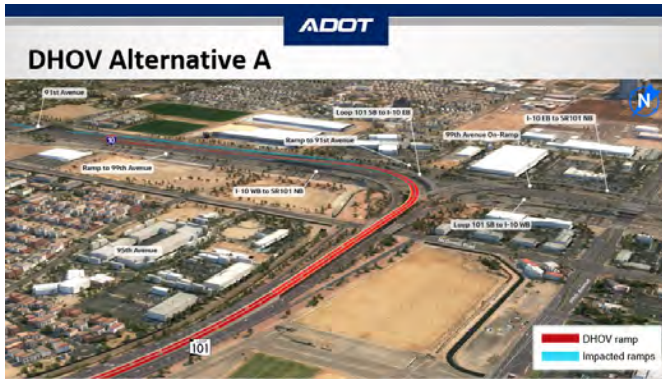 ADOT
DHOV Alternative A
91st Avenue
Loop 101 SB to I-10 EB
I-10 EB to SR101 NB
N
10
Ramp to 91st Avenue
99th Avenue On-Ramp
Ramp to 99th Avenue
I-10 WB to SR101 NB
Loop 101 SB to I-10 WB
95th Avenue
101
DHOV ramp
Impacted ramps